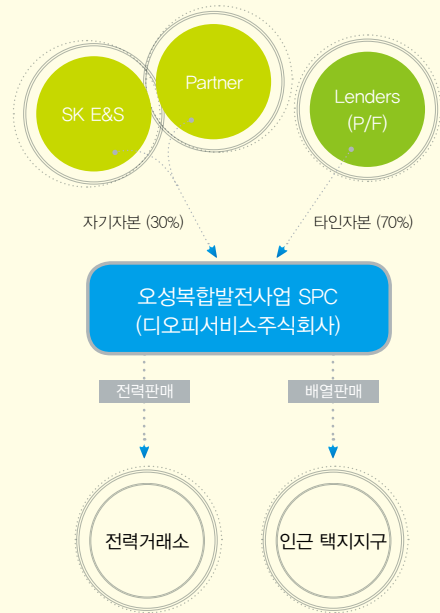 SK E&S
Partner
Lenders
(P/F)
자기자본 (30%)
타인자본 (70%)
오성복합발전사업 SPC
(디오피서비스주식회사)
전력판매
배열판매
전력거래소
인근 택지지구